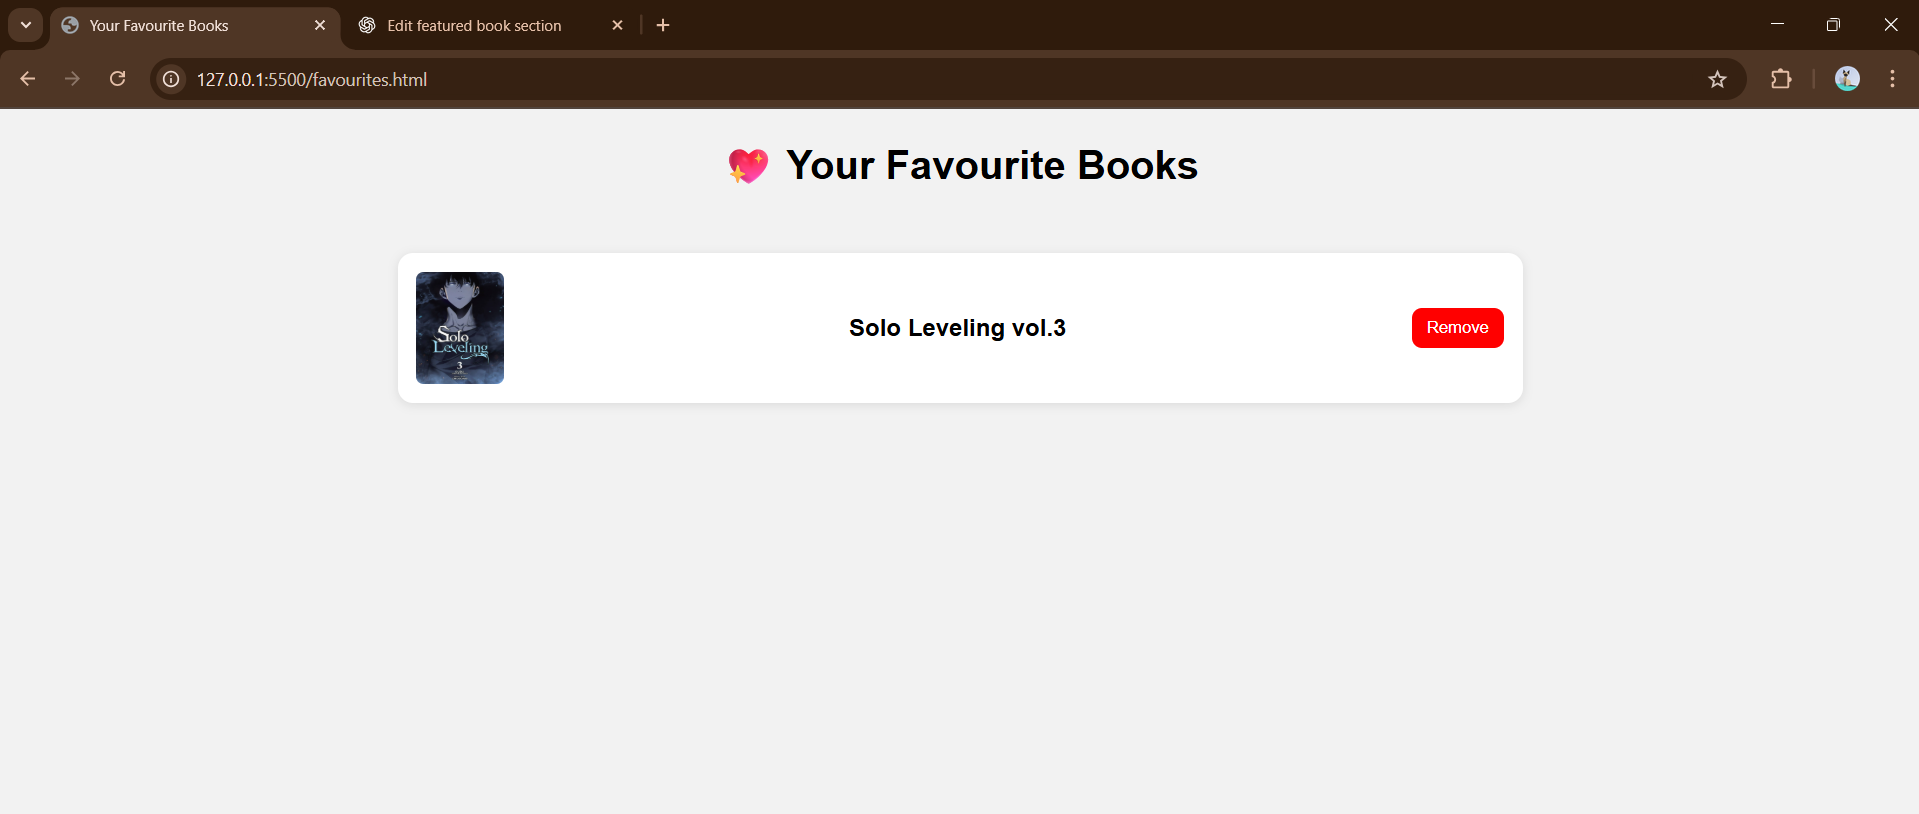 Your Favourite Books
Edit featured book section
127.0.0.1:5500/favourites.html
💖 Your Favourite Books
Solo
Leveling
3
Solo Leveling vol.3
Remove